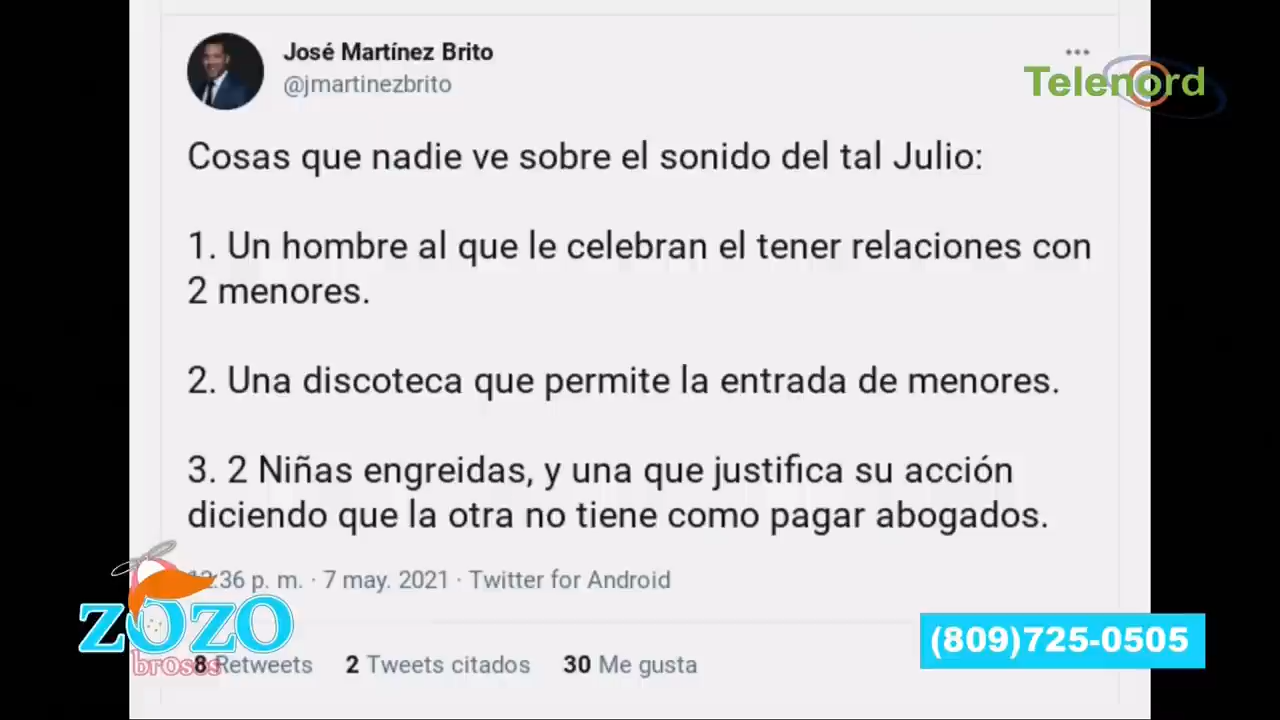 José Martínez Brito
@jmartinezbrito
Telenord
Cosas que nadie ve sobre el sonido del tal Julio:
1. Un hombre al que le celebran el tener relaciones con
2 menores.
2. Una discoteca que permite la entrada de menores.
3. 2 Niñas engreidas, y una que justifica su acción
diciendo que la otra no tiene como pagar abogados.
:36 p. m. · 7 may. 2021 · Twitter for Android
ZOZO
brosos
(809)725-0505
8 Retweets 2 Tweets citados 30 Me gusta